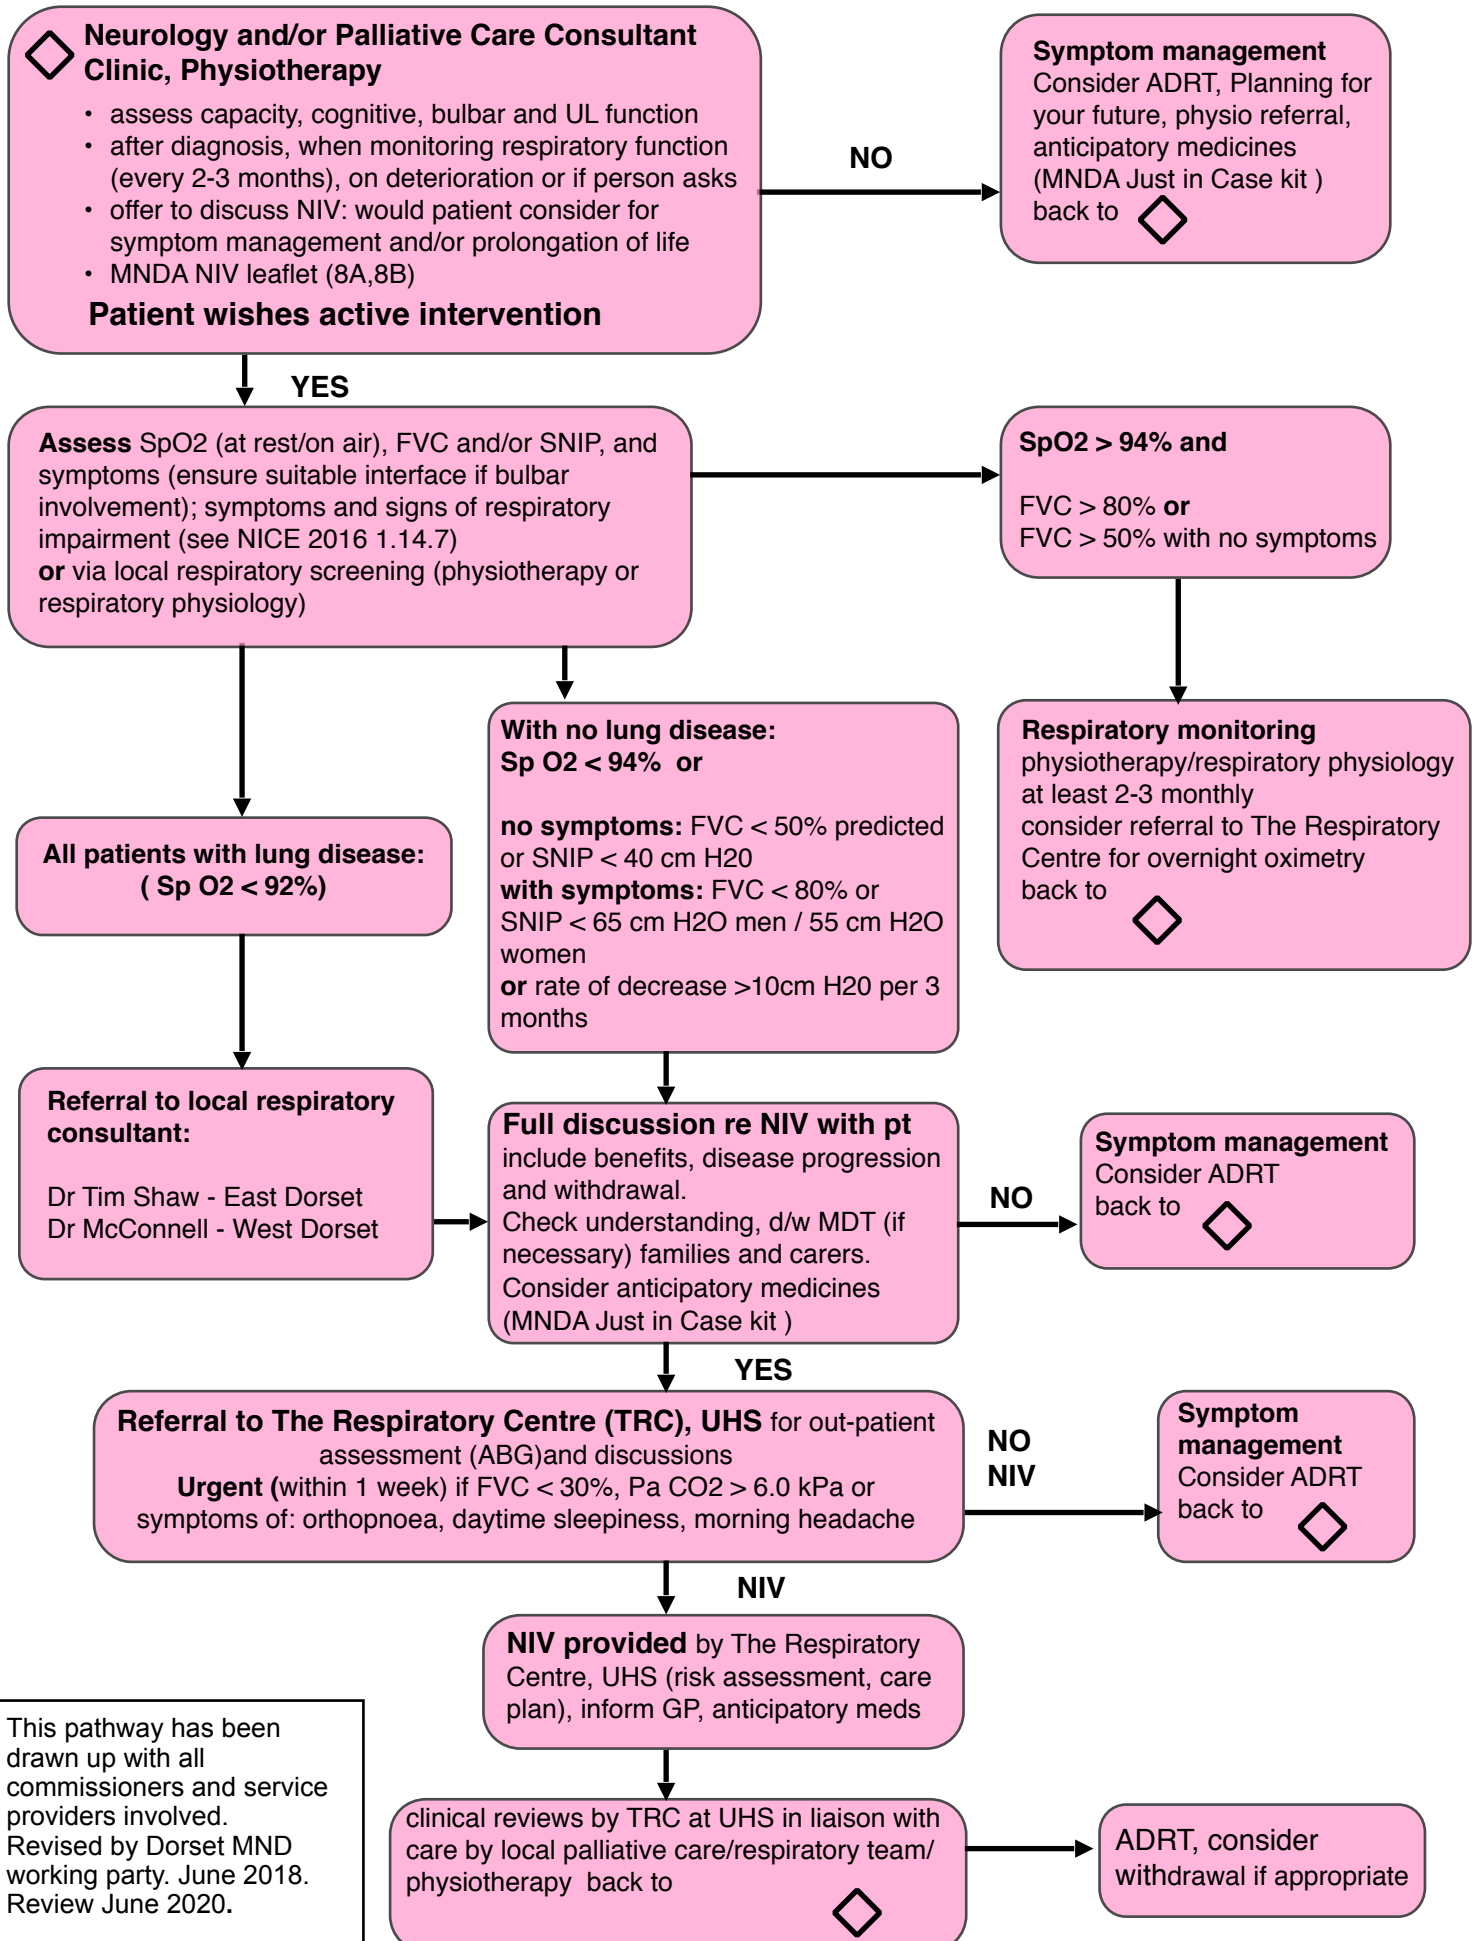 Neurology and/or Palliative Care Consultant
Clinic, Physiotherapy
• assess capacity, cognitive, bulbar and UL function
• after diagnosis, when monitoring respiratory function
(every 2-3 months), on deterioration or if person asks
• offer to discuss NIV: would patient consider for
symptom management and/or prolongation of life
• MNDA NIV leaflet (8A,8B)
Patient wishes active intervention
NO
Symptom management
Consider ADRT, Planning for
your future, physio referral,
anticipatory medicines
(MNDA Just in Case kit )
back to
YES
Assess SpO2 (at rest/on air), FVC and/or SNIP, and
symptoms (ensure suitable interface if bulbar
involvement); symptoms and signs of respiratory
impairment (see NICE 2016 1.14.7)
or via local respiratory screening (physiotherapy or
respiratory physiology)
SpO2 > 94% and
FVC > 80% or
FVC > 50% with no symptoms
Respiratory monitoring
physiotherapy/respiratory physiology
at least 2-3 monthly
consider referral to The Respiratory
Centre for overnight oximetry
back to
With no lung disease:
Sp O2 < 94% or
no symptoms: FVC < 50% predicted
or SNIP < 40 cm H20
with symptoms: FVC < 80% or
SNIP < 65 cm H2O men / 55 cm H2O
women
or rate of decrease >10cm H20 per 3
months
All patients with lung disease:
( Sp O2 < 92%)
Referral to local respiratory
consultant:
Dr Tim Shaw - East Dorset
Dr McConnell - West Dorset
Full discussion re NIV with pt
include benefits, disease progression
and withdrawal.
Check understanding, d/w MDT (if
necessary) families and carers.
Consider anticipatory medicines
(MNDA Just in Case kit )
NO
Symptom management
Consider ADRT
back to
YES
Referral to The Respiratory Centre (TRC), UHS for out-patient
assessment (ABG)and discussions
Urgent (within 1 week) if FVC < 30%, Pa CO2 > 6.0 kPa or
symptoms of: orthopnoea, daytime sleepiness, morning headache
NO
NIV
Symptom
management
Consider ADRT
back to
NIV
NIV provided by The Respiratory
Centre, UHS (risk assessment, care
plan), inform GP, anticipatory meds
clinical reviews by TRC at UHS in liaison with
care by local palliative care/respiratory team/
physiotherapy back to
ADRT, consider
withdrawal if appropriate
This pathway has been
drawn up with all
commissioners and service
providers involved.
Revised by Dorset MND
working party. June 2018.
Review June 2020.